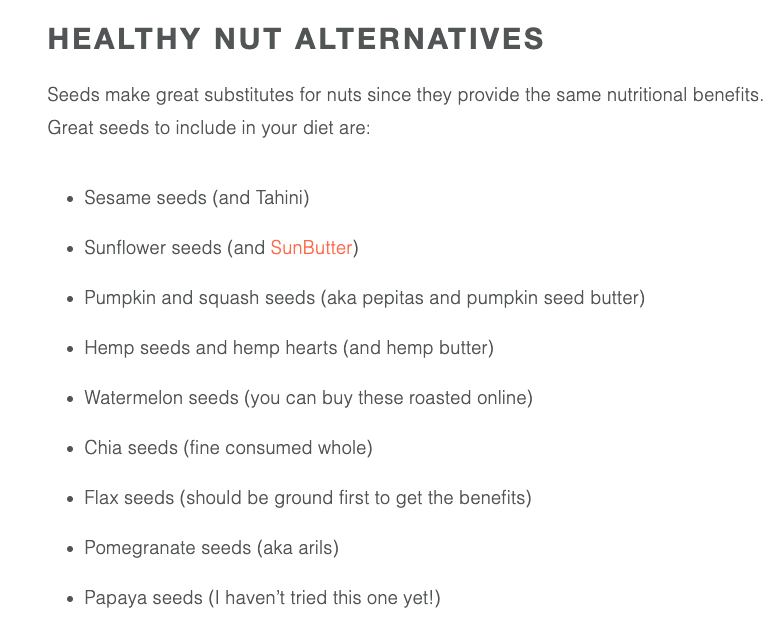 HEALTHY NUT ALTERNATIVES
Seeds make great substitutes for nuts since they provide the same nutritional benefits.
Great seeds to include in your diet are:
• Sesame seeds (and Tahini)
• Sunflower seeds (and SunButter)
• Pumpkin and squash seeds (aka pepitas and pumpkin seed butter)
• Hemp seeds and hemp hearts (and hemp butter)
• Watermelon seeds (you can buy these roasted online)
• Chia seeds (fine consumed whole)
• Flax seeds (should be ground first to get the benefits)
• Pomegranate seeds (aka arils)
• Papaya seeds (I haven’t tried this one yet!)